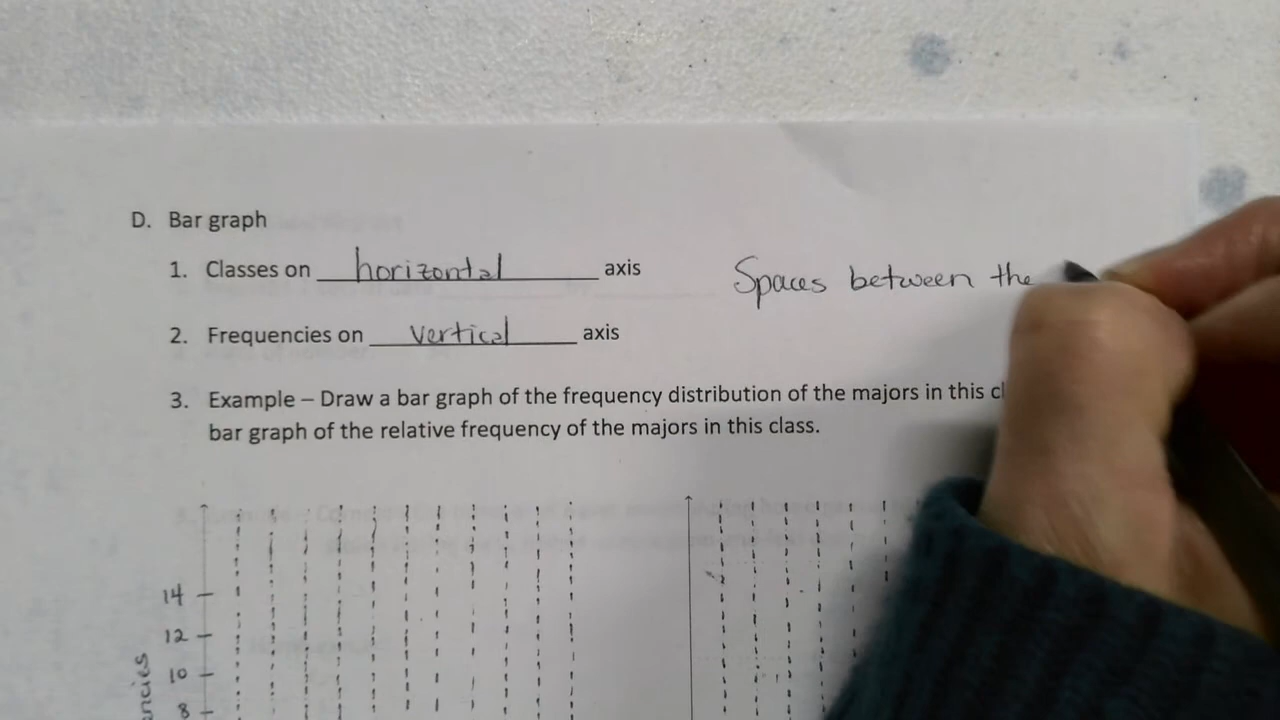 D. Bar graph
1. Classes on horizontal axis
Spaces between the
2. Frequencies on vertical axis
3. Example – Draw a bar graph of the frequency distribution of the majors in this
bar graph of the relative frequency of the majors in this class.
14
12
10
8